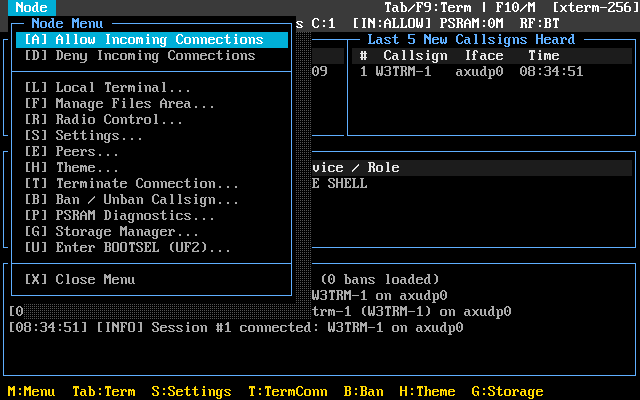 Node Tab/F9:Term | F10/M [xterm-256]
Node Menu s C:1 [IN:ALLOW] PSRAM:0M RF:BT
[A] Allow Incoming Connections Last 5 New Callsigns Heard
[D] Deny Incoming Connections # Callsign Iface Time
09 1 W3TRM-1 axudp0 08:34:51
[L] Local Terminal...
[F] Manage Files Area...
[R] Radio Control...
[S] Settings...
[E] Peers...
[H] Theme... vice / Role
[T] Terminate Connection... E SHELL
[B] Ban / Unban Callsign...
[P] PSRAM Diagnostics...
[G] Storage Manager...
[U] Enter BOOTSEL (UF2)...
[X] Close Menu (0 bans loaded)
W3TRM-1 on axudp0
[0 trm-1 (W3TRM-1) on axudp0
[08:34:51] [INFO] Session #1 connected: W3TRM-1 on axudp0
M:Menu Tab:Term S:Settings T:TermConn B:Ban H:Theme G:Storage